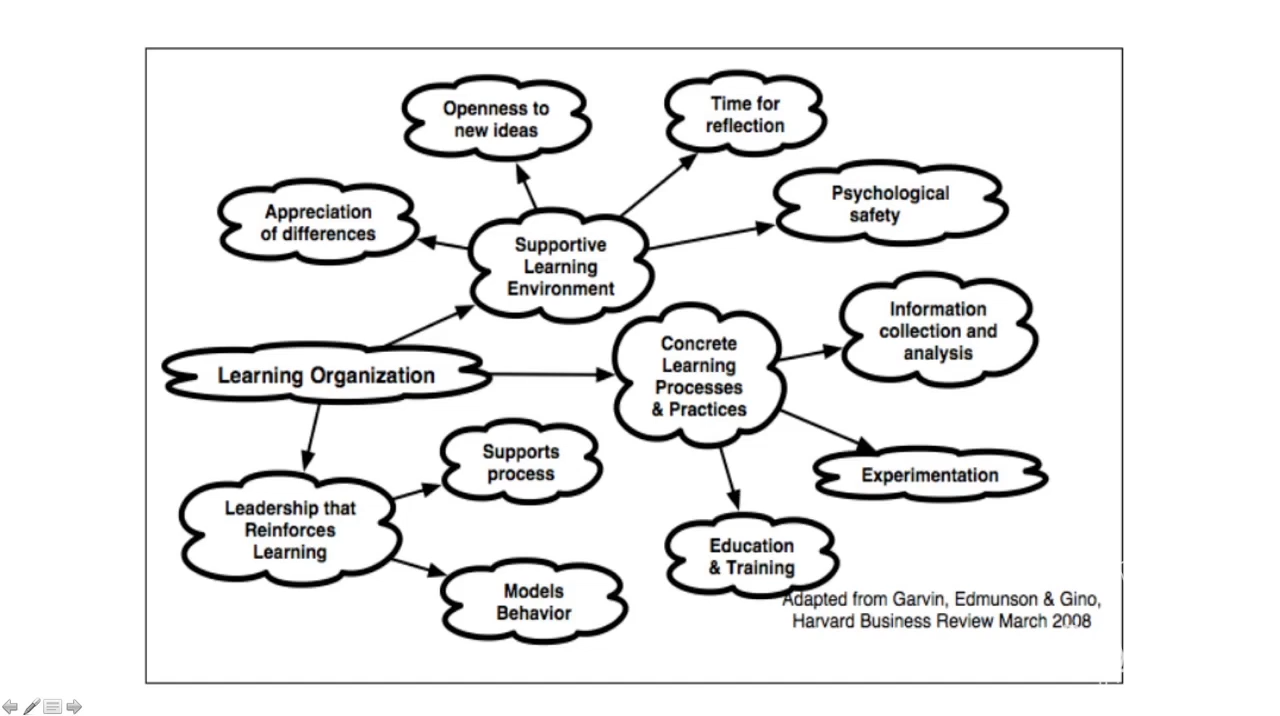 Openness to
new ideas
Time for
reflection
Appreciation
of differences
Psychological
safety
Supportive
Learning
Environment
Information
collection and
analysis
Concrete
Learning
Processes
& Practices
Learning Organization
Supports
process
Experimentation
Leadership that
Reinforces
Learning
Education
& Training
Models
Behavior
Adapted from Garvin, Edmunson & Gino,
Harvard Business Review March 2008